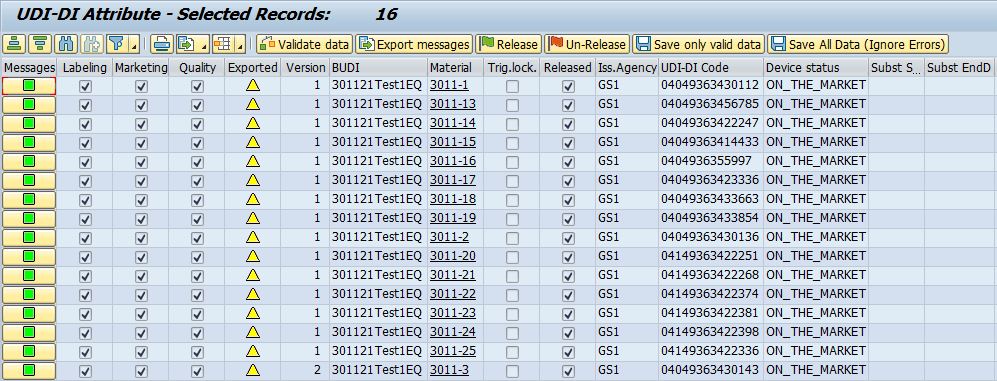 UDI-DI Attribute - Selected Records: 16
Validate data Export messages Release Un-Release Save only valid data Save All Data (Ignore Errors)
Messages Labeling Marketing Quality Exported Version BUDI Material Trig.lock. Released Iss.Agency UDI-DI Code Device status Subst S... Subst EndD
1 301121Test1EQ 3011-1 GS1 04049363430112 ON_THE_MARKET
1 301121Test1EQ 3011-13 GS1 04049363456785 ON_THE_MARKET
1 301121Test1EQ 3011-14 GS1 04049363422247 ON_THE_MARKET
1 301121Test1EQ 3011-15 GS1 04049363414433 ON_THE_MARKET
1 301121Test1EQ 3011-16 GS1 0404936355997 ON_THE_MARKET
1 301121Test1EQ 3011-17 GS1 04049363423336 ON_THE_MARKET
1 301121Test1EQ 3011-18 GS1 04049363433663 ON_THE_MARKET
1 301121Test1EQ 3011-19 GS1 04049363433854 ON_THE_MARKET
1 301121Test1EQ 3011-2 GS1 04049363430136 ON_THE_MARKET
1 301121Test1EQ 3011-20 GS1 04149363422251 ON_THE_MARKET
1 301121Test1EQ 3011-21 GS1 04149363422268 ON_THE_MARKET
1 301121Test1EQ 3011-22 GS1 04149363422374 ON_THE_MARKET
1 301121Test1EQ 3011-23 GS1 04149363422381 ON_THE_MARKET
1 301121Test1EQ 3011-24 GS1 04149363422398 ON_THE_MARKET
1 301121Test1EQ 3011-25 GS1 04149363422336 ON_THE_MARKET
2 301121Test1EQ 3011-3 GS1 04049363430143 ON_THE_MARKET